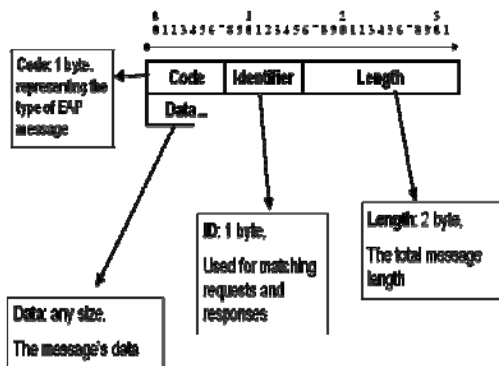 0 1 2 3
Code: 1 byte,
representing the
type of EAP
message
Code Identifier Length
Data...
ID: 1 byte,
Used for matching
requests and
responses
Length: 2 byte,
The total message
length
Data: any size,
The message's data